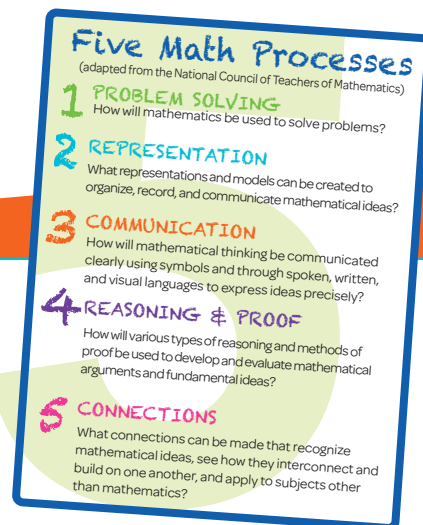 Five Math Processes
(adapted from the National Council of Teachers of Mathematics)
1 PROBLEM SOLVING
How will mathematics be used to solve problems?
2 REPRESENTATION
What representations and models can be created to
organize, record, and communicate mathematical ideas?
3 COMMUNICATION
How will mathematical thinking be communicated
clearly using symbols and through spoken, written,
and visual languages to express ideas precisely?
4 REASONING & PROOF
How will various types of reasoning and methods of
proof be used to develop and evaluate mathematical
arguments and fundamental ideas?
5 CONNECTIONS
What connections can be made that recognize
mathematical ideas, see how they interconnect and
build on one another, and apply to subjects other
than mathematics?